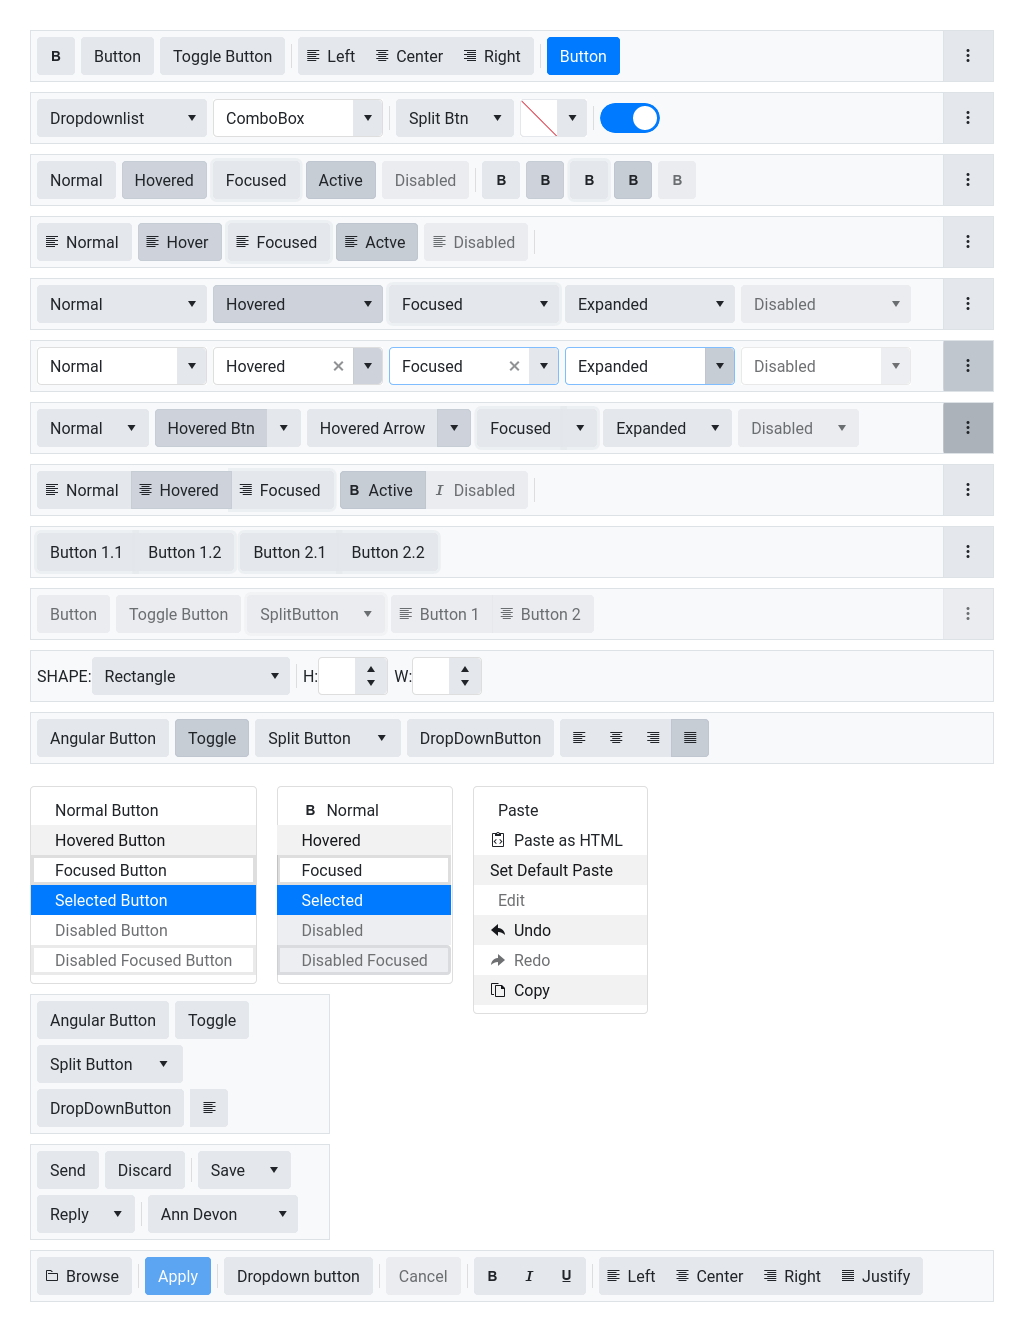 B Button Toggle Button Left Center Right Button
Dropdownlist ComboBox Split Btn
Normal Hovered Focused Active Disabled B B B B B
Normal Hover Focused Actve Disabled
Normal Hovered Focused Expanded Disabled
Normal Hovered Focused Expanded Disabled
Normal Hovered Btn Hovered Arrow Focused Expanded Disabled
Normal Hovered Focused B Active I Disabled
Button 1.1 Button 1.2 Button 2.1 Button 2.2
Button Toggle Button SplitButton Button 1 Button 2
SHAPE: Rectangle H: W:
Angular Button Toggle Split Button DropDownButton
Normal Button
Hovered Button
Focused Button
Selected Button
Disabled Button
Disabled Focused Button
B Normal
Hovered
Focused
Selected
Disabled
Disabled Focused
Paste
Paste as HTML
Set Default Paste
Edit
Undo
Redo
Copy
Angular Button Toggle
Split Button
DropDownButton
Send Discard Save
Reply Ann Devon
Browse Apply Dropdown button Cancel B I U Left Center Right Justify